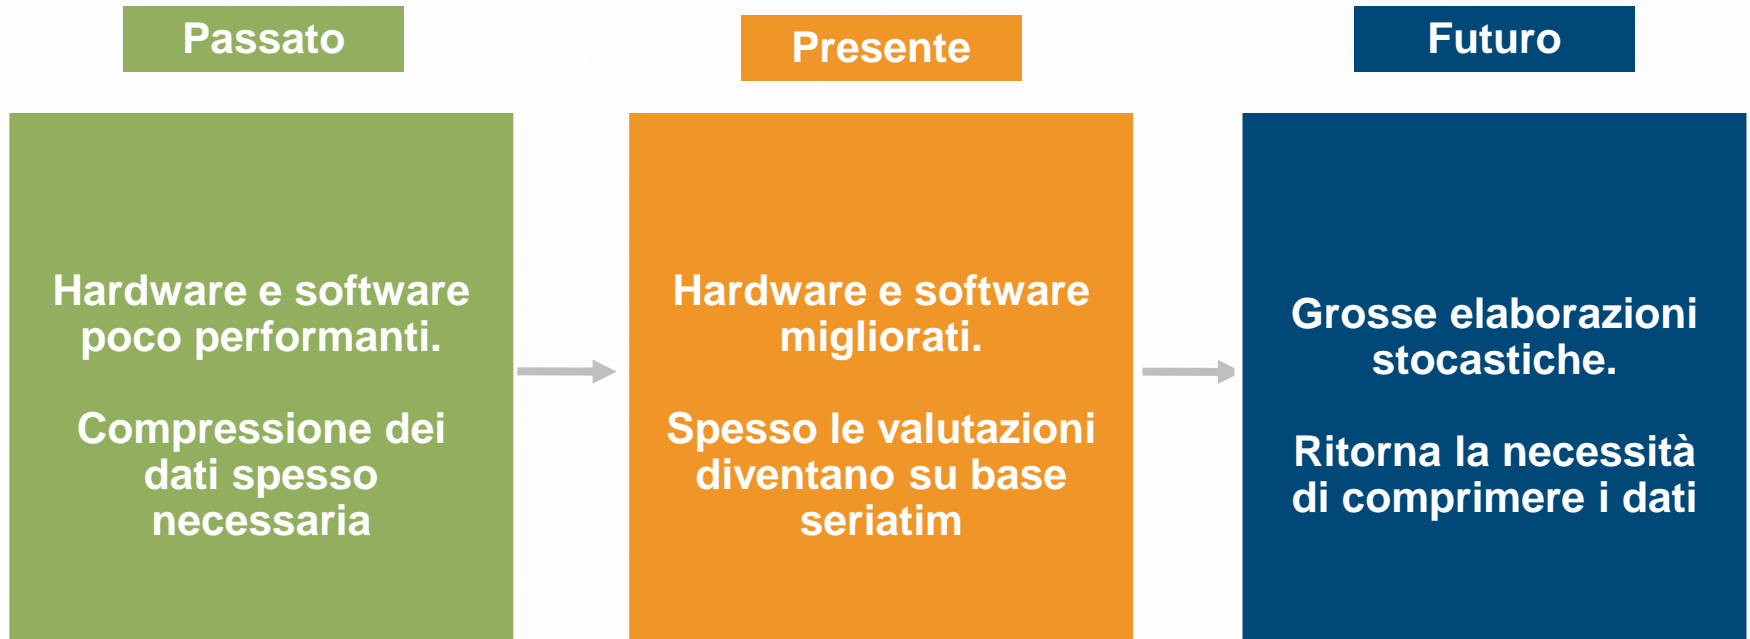 Passato
Presente
Futuro
Hardware e software
poco performanti.
Compressione dei
dati spesso
necessaria
Hardware e software
migliorati.
Spesso le valutazioni
diventano su base
seriatim
Grosse elaborazioni
stocastiche.
Ritorna la necessità
di comprimere i dati